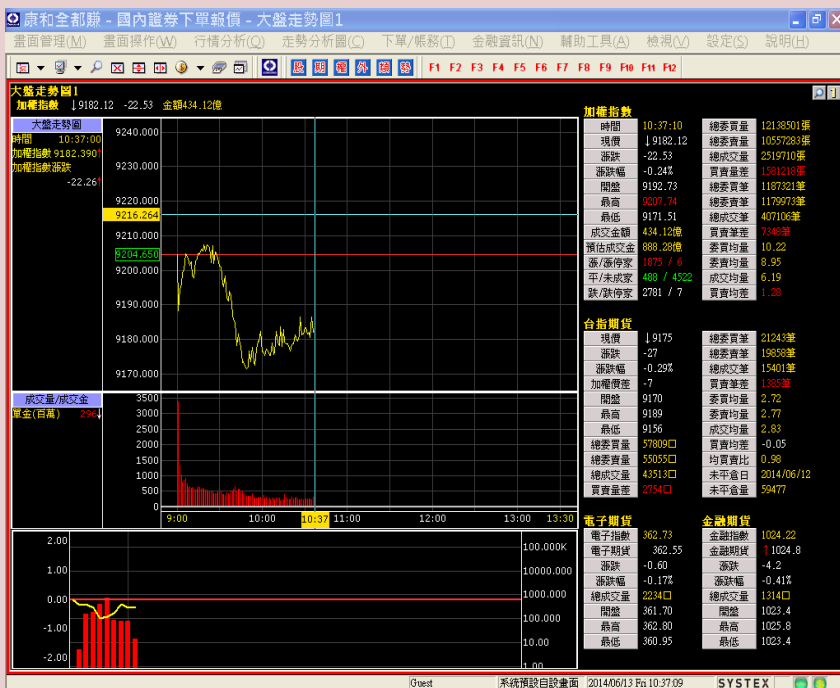 康和全都賺 - 國內證券下單報價 - 大盤走勢圖1
畫面管理(M) 畫面操作(W) 行情分析(Q) 走勢分析圖(C) 下單/帳務(T) 金融資訊(N) 輔助工具(A) 檢視(V) 設定(S) 說明(H)
股 期 權 外 F1 F2 F3 F4 F5 F6 F7 F8 F9 F10 F11 F12
大盤走勢圖1
加權指數 ↓9182.12 -22.53 金額434.12億
大盤走勢圖
時間 10:37:00
加權指數 9182.390↑
加權指數漲跌
-22.26↑
9240.000
9230.000
9220.000
9216.264
9210.000
9204.650
9200.000
9190.000
9180.000
9170.000
成交量/成交金
單金(百萬) 296↓
3500
3000
2500
2000
1500
1000
500
0
9:00 10:00 10:37 11:00 12:00 13:00 13:30
2.00
1.00
0.00
-1.00
-2.00
100.000K
10000.000
1000.000
100.000
10.00
1.00
加權指數
時間 10:37:10 總委買量 12138501張
現價 ↓9182.12 總委賣量 10557283張
漲跌 -22.53 總成交量 2519710張
漲跌幅 -0.24% 買賣量差 1581218張
開盤 9192.73 總委買筆 1187321筆
最高 9207.74 總委賣筆 1179973筆
最低 9171.51 總成交筆 407106筆
成交金額 434.12億 買賣筆差 7348筆
預估成交金 888.28億 委買均量 10.22
漲/漲停家 1875 / 6 委賣均量 8.95
平/未成家 488 / 4522 成交均量 6.19
跌/跌停家 2781 / 7 買賣均差 1.28
台指期貨
現價 ↓9175 總委買筆 21243筆
漲跌 -27 總委賣筆 19858筆
漲跌幅 -0.29% 總成交筆 15401筆
加權價差 -7 買賣筆差 1385筆
開盤 9170 委買均量 2.72
最高 9189 委賣均量 2.77
最低 9156 成交均量 2.83
總委買量 57809口 買賣均差 -0.05
總委賣量 55055口 均買賣比 0.98
總成交量 43513口 未平倉日 2014/06/12
買賣量差 2754口 未平倉量 59477
電子期貨 金融期貨
電子指數 362.73 金融指數 1024.22
電子期貨 362.55 金融期貨 ↑1024.8
漲跌 -0.60 漲跌 -4.2
漲跌幅 -0.17% 漲跌幅 -0.41%
總成交量 2234口 總成交量 1314口
開盤 361.70 開盤 1023.4
最高 362.80 最高 1025.8
最低 360.95 最低 1023.4
Guest 系統預設自設畫面 2014/06/13 Fri 10:37:09 SYSTEX